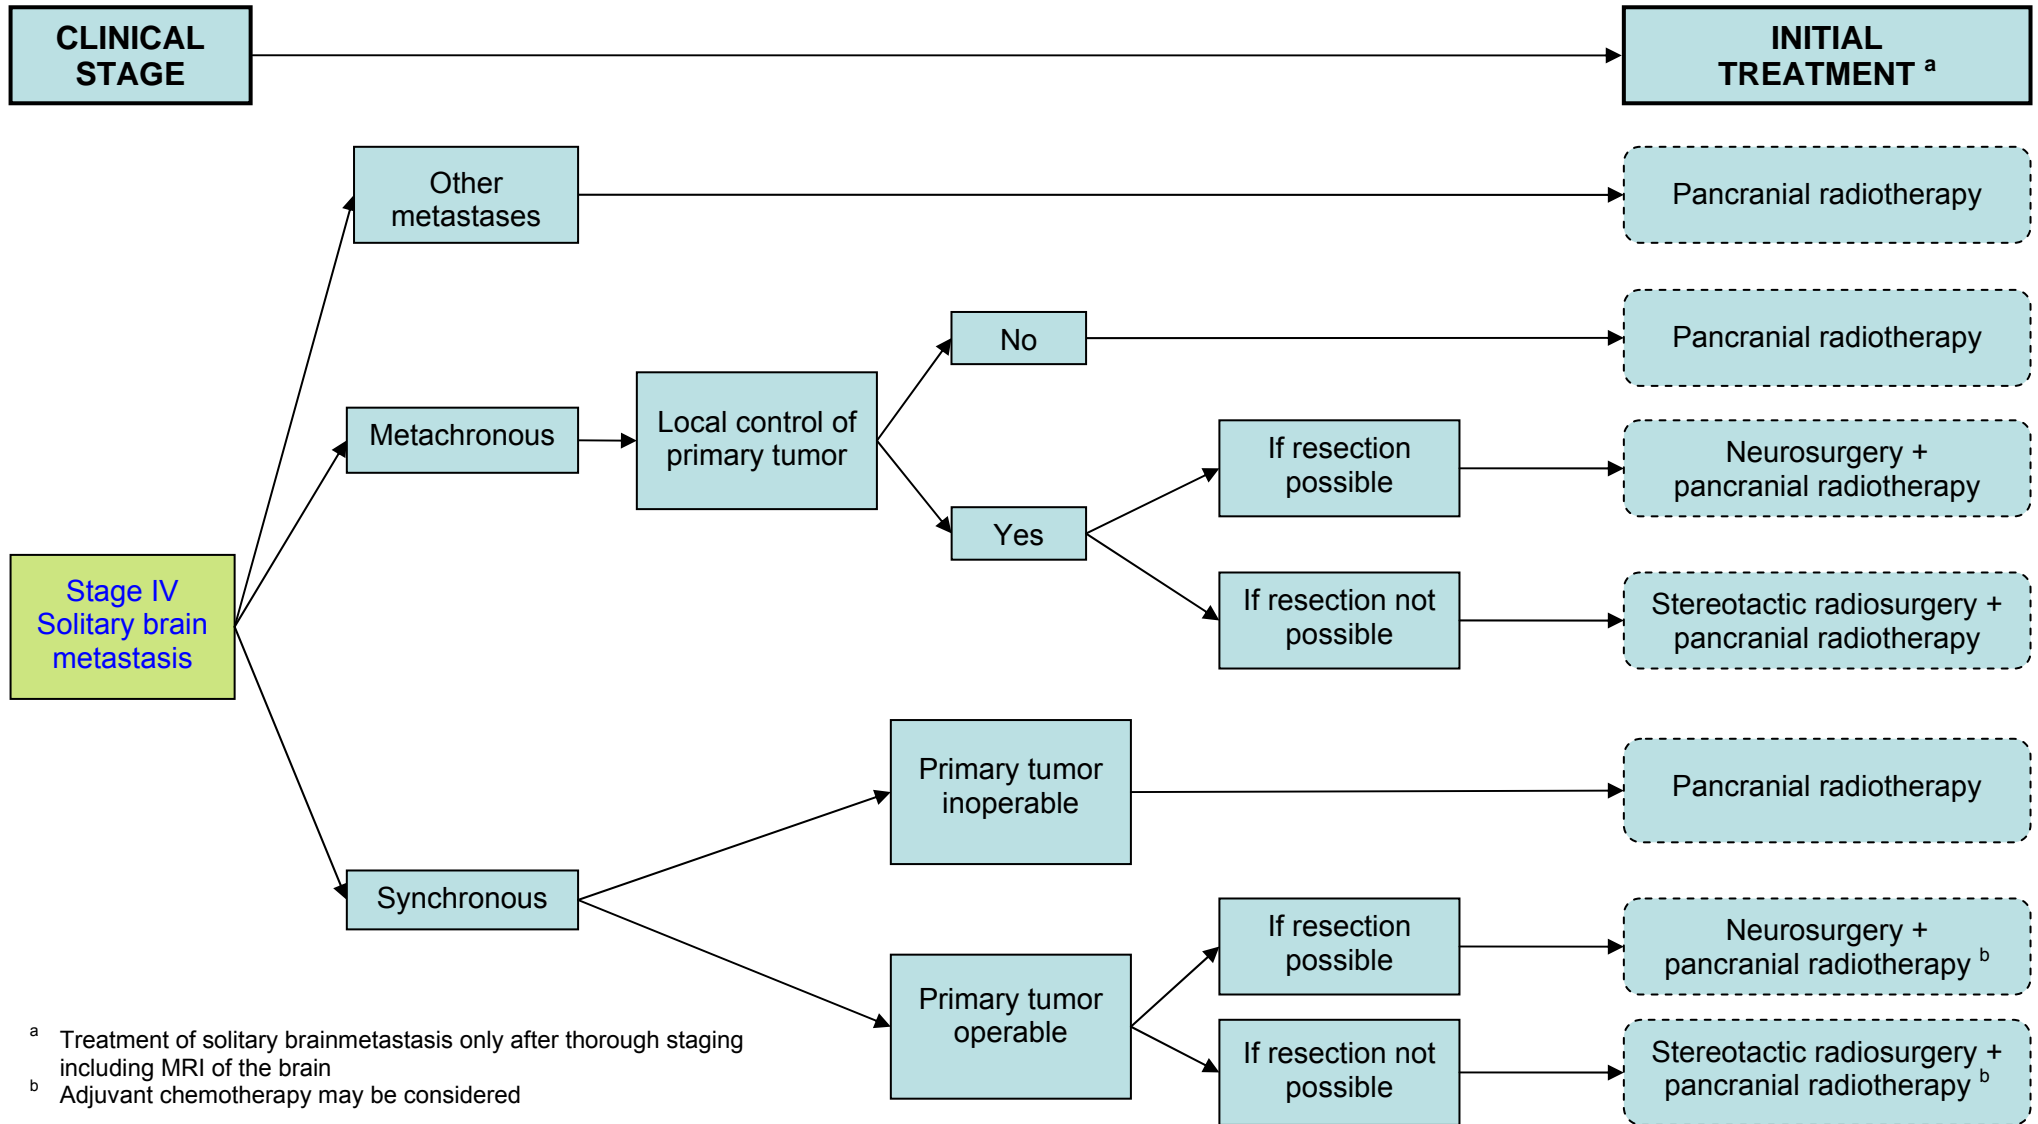 CLINICAL
STAGE
INITIAL
TREATMENT a
Other
metastases
Pancranial radiotherapy
No
Pancranial radiotherapy
Metachronous
Local control of
primary tumor
If resection
possible
Neurosurgery +
pancranial radiotherapy
Yes
If resection not
possible
Stereotactic radiosurgery +
pancranial radiotherapy
Stage IV
Solitary brain
metastasis
Primary tumor
inoperable
Pancranial radiotherapy
Synchronous
If resection
possible
Neurosurgery +
pancranial radiotherapy b
Primary tumor
operable
If resection not
possible
Stereotactic radiosurgery +
pancranial radiotherapy b
a Treatment of solitary brainmetastasis only after thorough staging
including MRI of the brain
b Adjuvant chemotherapy may be considered